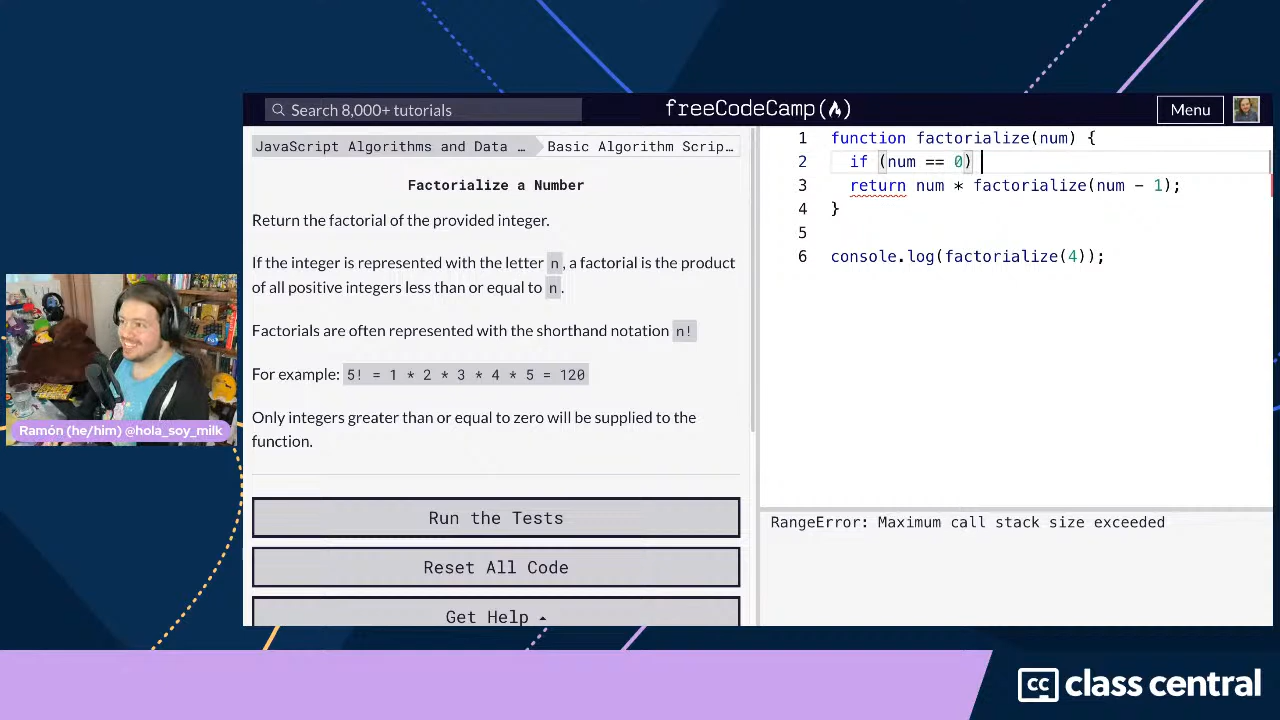 Search 8,000+ tutorials
freeCodeCamp
Menu
JavaScript Algorithms and Data …
Basic Algorithm Scrip…
Factorialize a Number
Return the factorial of the provided integer.
If the integer is represented with the letter n, a factorial is the product
of all positive integers less than or equal to n.
Factorials are often represented with the shorthand notation n!
For example: 5! = 1 * 2 * 3 * 4 * 5 = 120
Only integers greater than or equal to zero will be supplied to the
function.
Run the Tests
Reset All Code
Get Help
1 function factorialize(num) {
2 if (num == 0)
3 return num * factorialize(num - 1);
4 }
5
6 console.log(factorialize(4));
RangeError: Maximum call stack size exceeded
Ramón (he/him) @hola_soy_milk
cc class central